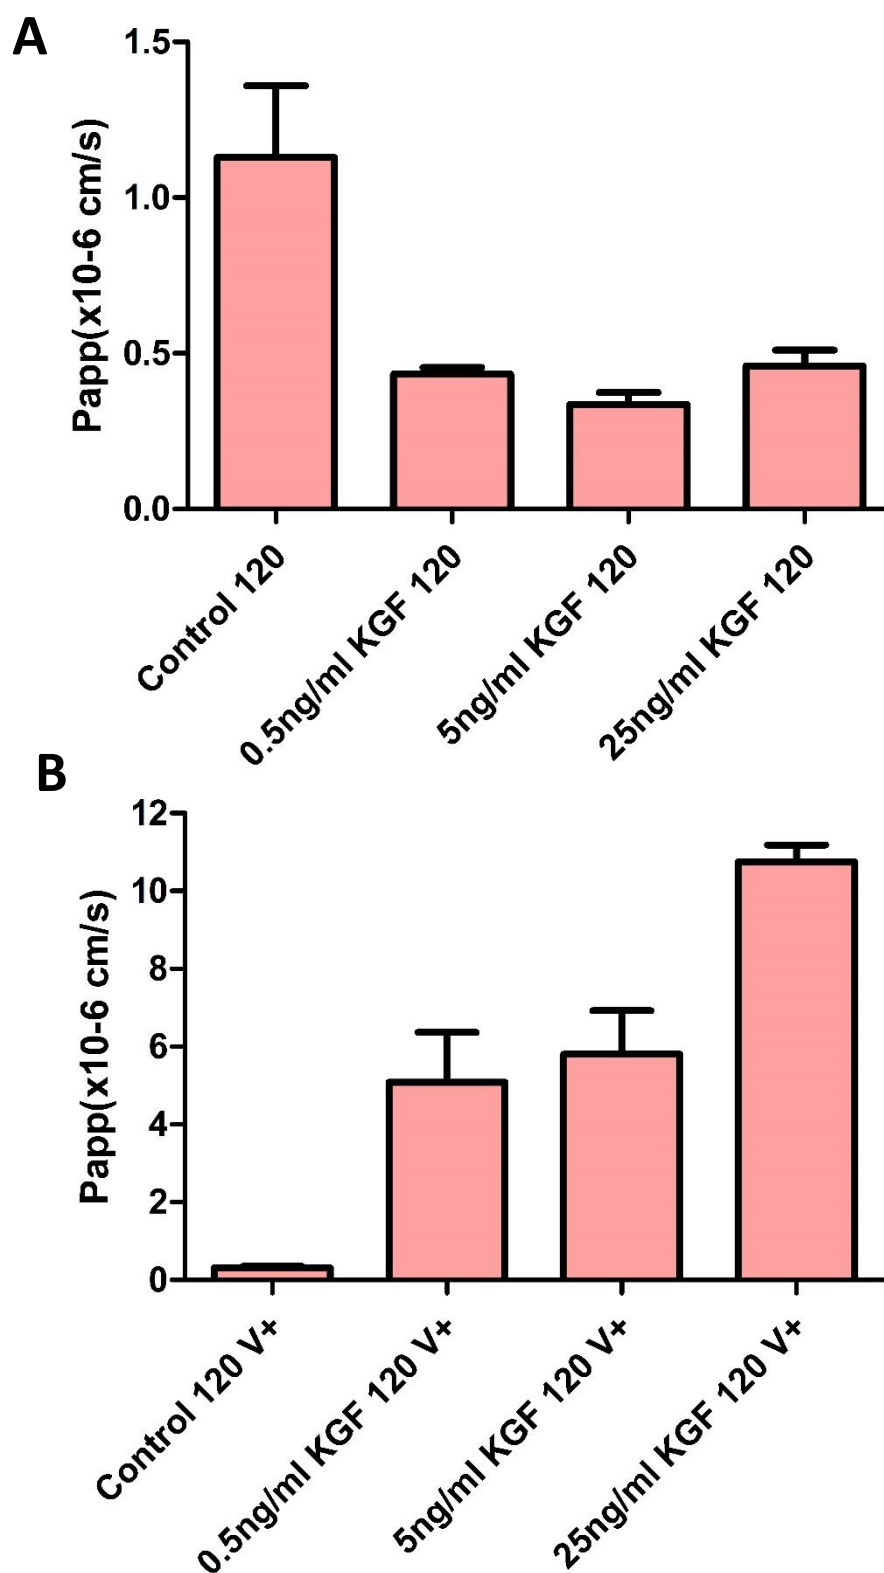 A
1.5
1.0
0.5
0.0
Papp(x10-6 cm/s)
Control 120
0.5ng/ml KGF 120
5ng/ml KGF 120
25ng/ml KGF 120
B
12
10
8
6
4
2
0
Papp(x10-6 cm/s)
Control 120 V+
0.5ng/ml KGF 120 V+
5ng/ml KGF 120 V+
25ng/ml KGF 120 V+